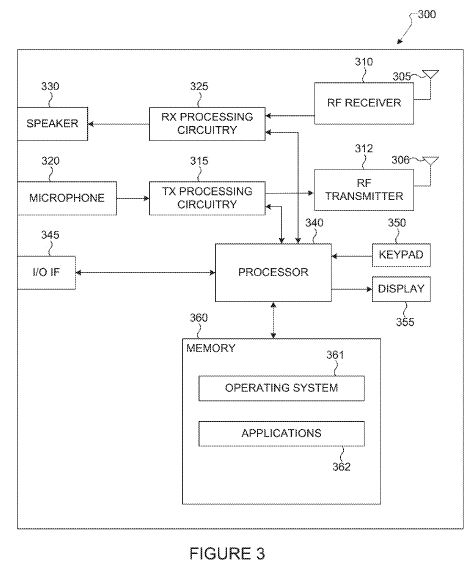 300
330
325
310
305
SPEAKER
RX PROCESSING
CIRCUITRY
RF RECEIVER
320
315
312
306
MICROPHONE
TX PROCESSING
CIRCUITRY
RF
TRANSMITTER
345
340
350
I/O IF
PROCESSOR
KEYPAD
DISPLAY
355
360
MEMORY
361
OPERATING SYSTEM
APPLICATIONS
362
FIGURE 3